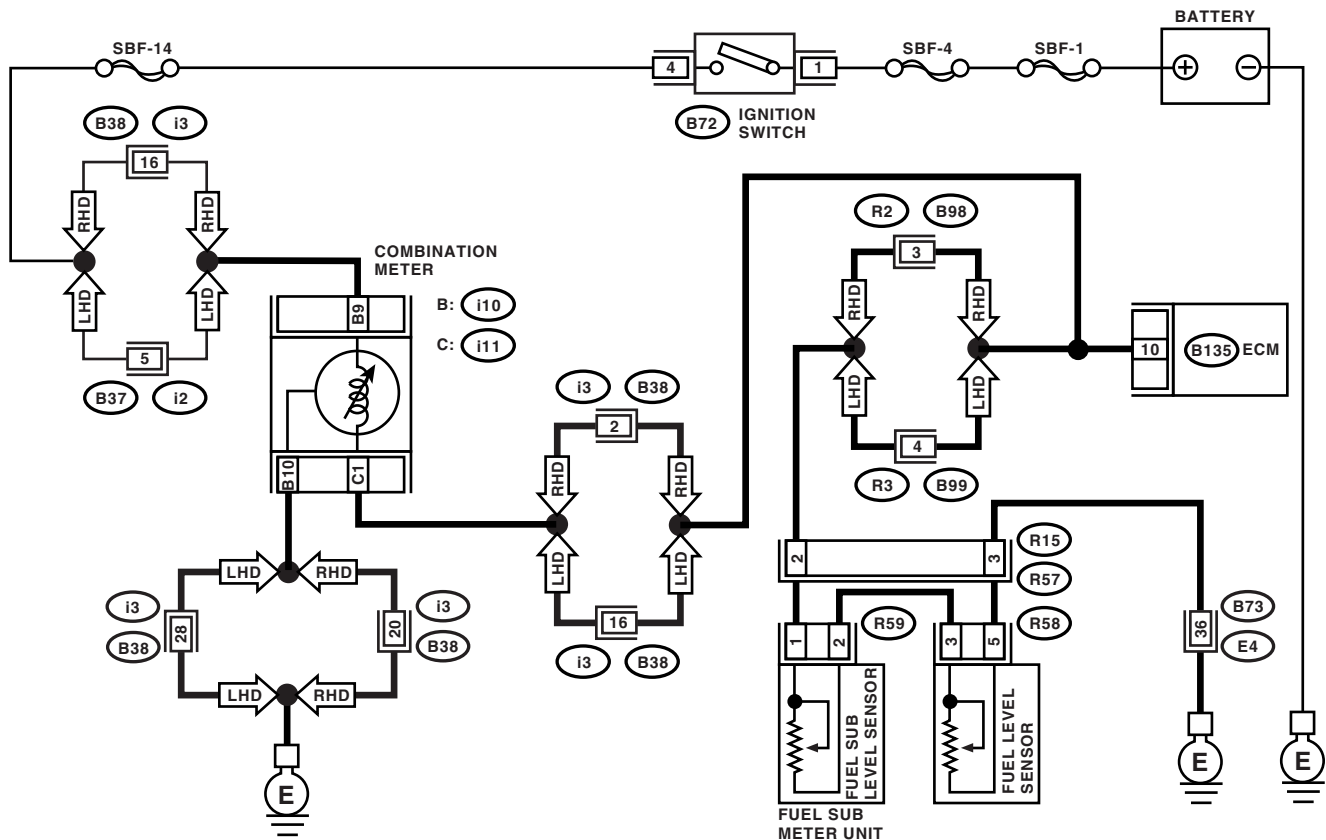 BATTERY
SBF-14
SBF-4
SBF-1
4
1
B72
IGNITION
SWITCH
B38
i3
16
RHD
RHD
LHD
LHD
5
B37
i2
COMBINATION
METER
B9
B: i10
C: i11
B10
C1
R2
B98
3
RHD
RHD
LHD
LHD
4
R3
B99
10
B135
ECM
i3
B38
2
RHD
RHD
LHD
LHD
16
i3
B38
LHD
RHD
i3
B38
28
20
i3
B38
LHD
RHD
E
2
3
R15
R57
R58
1
2
R59
3
5
FUEL SUB
LEVEL SENSOR
FUEL LEVEL
SENSOR
FUEL SUB
METER UNIT
36
B73
E4
E
E